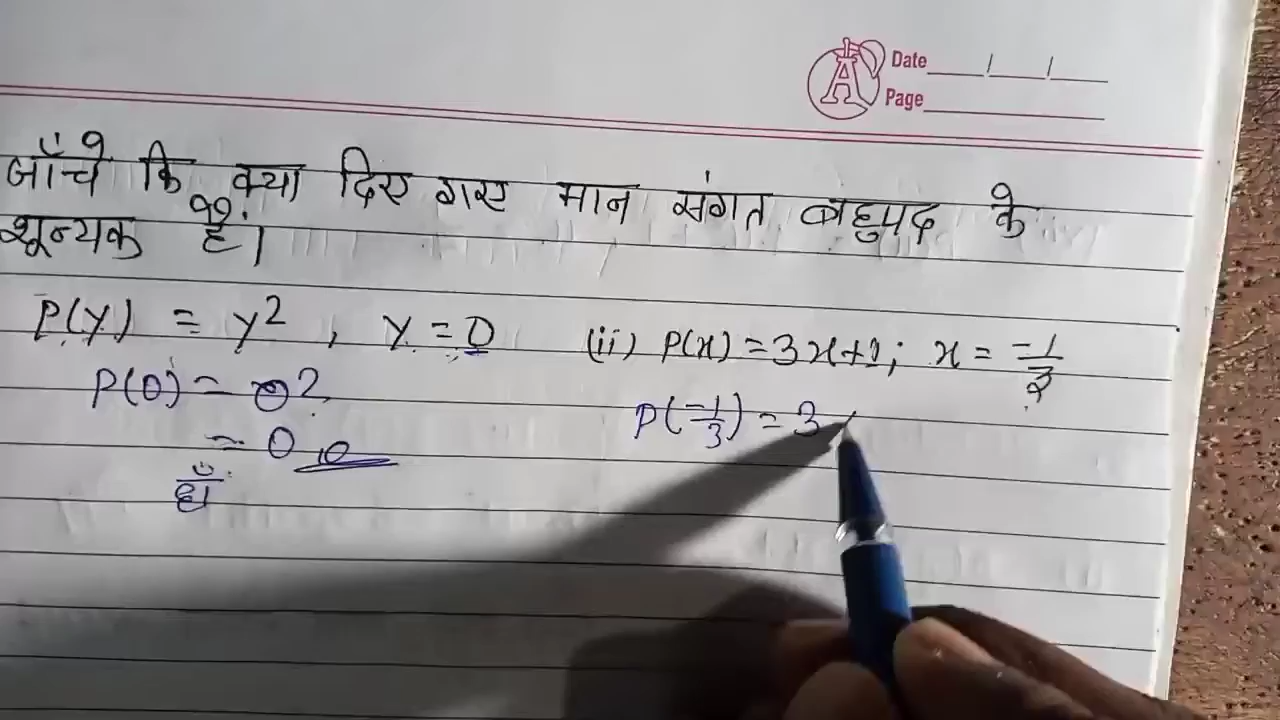 Date / /
Page
जाँचे कि क्या दिए गए मान संगत बहुपद के
शून्यक है।
P(y) = y², y = 0
P(0) = 0²
= 0
हाँ
(ii) P(x) = 3x+1; x = -1/3
P(-1/3) = 3